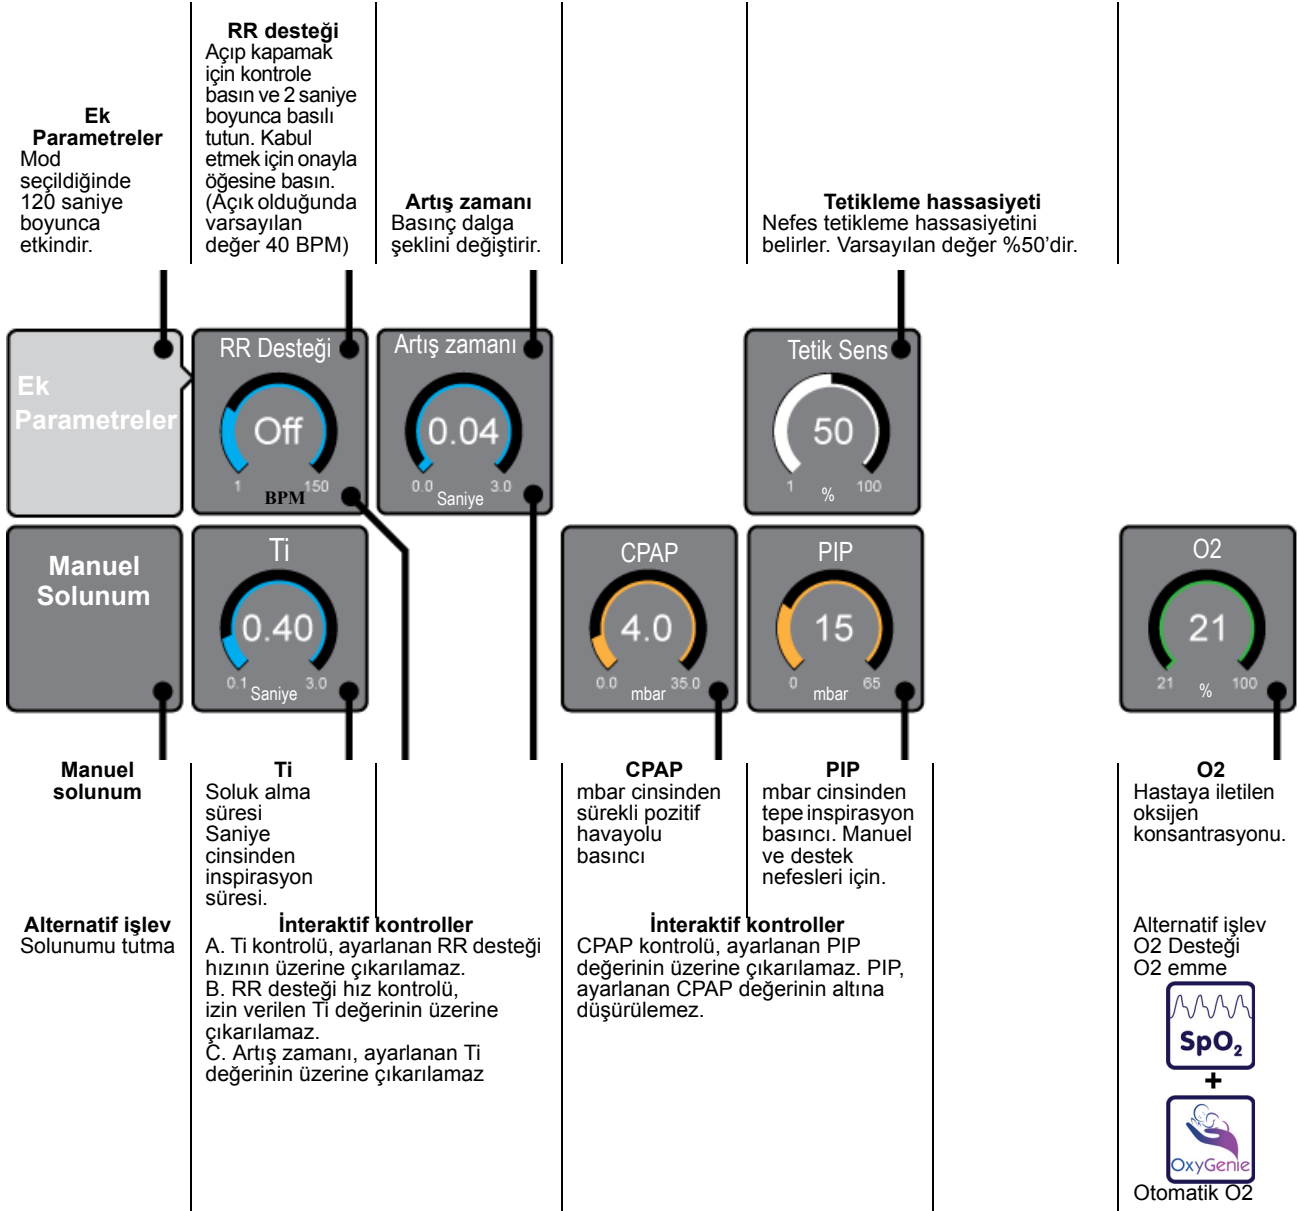 Ek
Parametreler
Mod
seçildiğinde
120 saniye
boyunca
etkindir.
RR desteği
Açıp kapamak
için kontrole
basın ve 2 saniye
boyunca basılı
tutun. Kabul
etmek için onayla
öğesine basın.
(Açık olduğunda
varsayılan
değer 40 BPM)
Artış zamanı
Basınç dalga
şeklini değiştirir.
Tetikleme hassasiyeti
Nefes tetikleme hassasiyetini
belirler. Varsayılan değer %50’dir.
Ek
Parametreler
RR Desteği
Off
1 150
BPM
Artış zamanı
0.04
0.0 3.0
Saniye
Tetik Sens
50
1 100
%
Manuel
Solunum
Ti
0.40
0.1 3.0
Saniye
CPAP
4.0
0.0 35.0
mbar
PIP
15
0 65
mbar
O2
21
21 100
%
Manuel
solunum
Ti
Soluk alma
süresi
Saniye
cinsinden
inspirasyon
süresi.
CPAP
mbar cinsinden
sürekli pozitif
havayolu
basıncı
PIP
mbar cinsinden
tepe inspirasyon
basıncı. Manuel
ve destek
nefesleri için.
O2
Hastaya iletilen
oksijen
konsantrasyonu.
Alternatif işlev
Solunumu tutma
İnteraktif kontroller
A. Ti kontrolü, ayarlanan RR desteği
hızının üzerine çıkarılamaz.
B. RR desteği hız kontrolü,
izin verilen Ti değerinin üzerine
çıkarılamaz.
C. Artış zamanı, ayarlanan Ti
değerinin üzerine çıkarılamaz
İnteraktif kontroller
CPAP kontrolü, ayarlanan PIP
değerinin üzerine çıkarılamaz. PIP,
ayarlanan CPAP değerinin altına
düşürülemez.
Alternatif işlev
O2 Desteği
O2 emme
SpO₂
+
OxyGenie
Otomatik O2